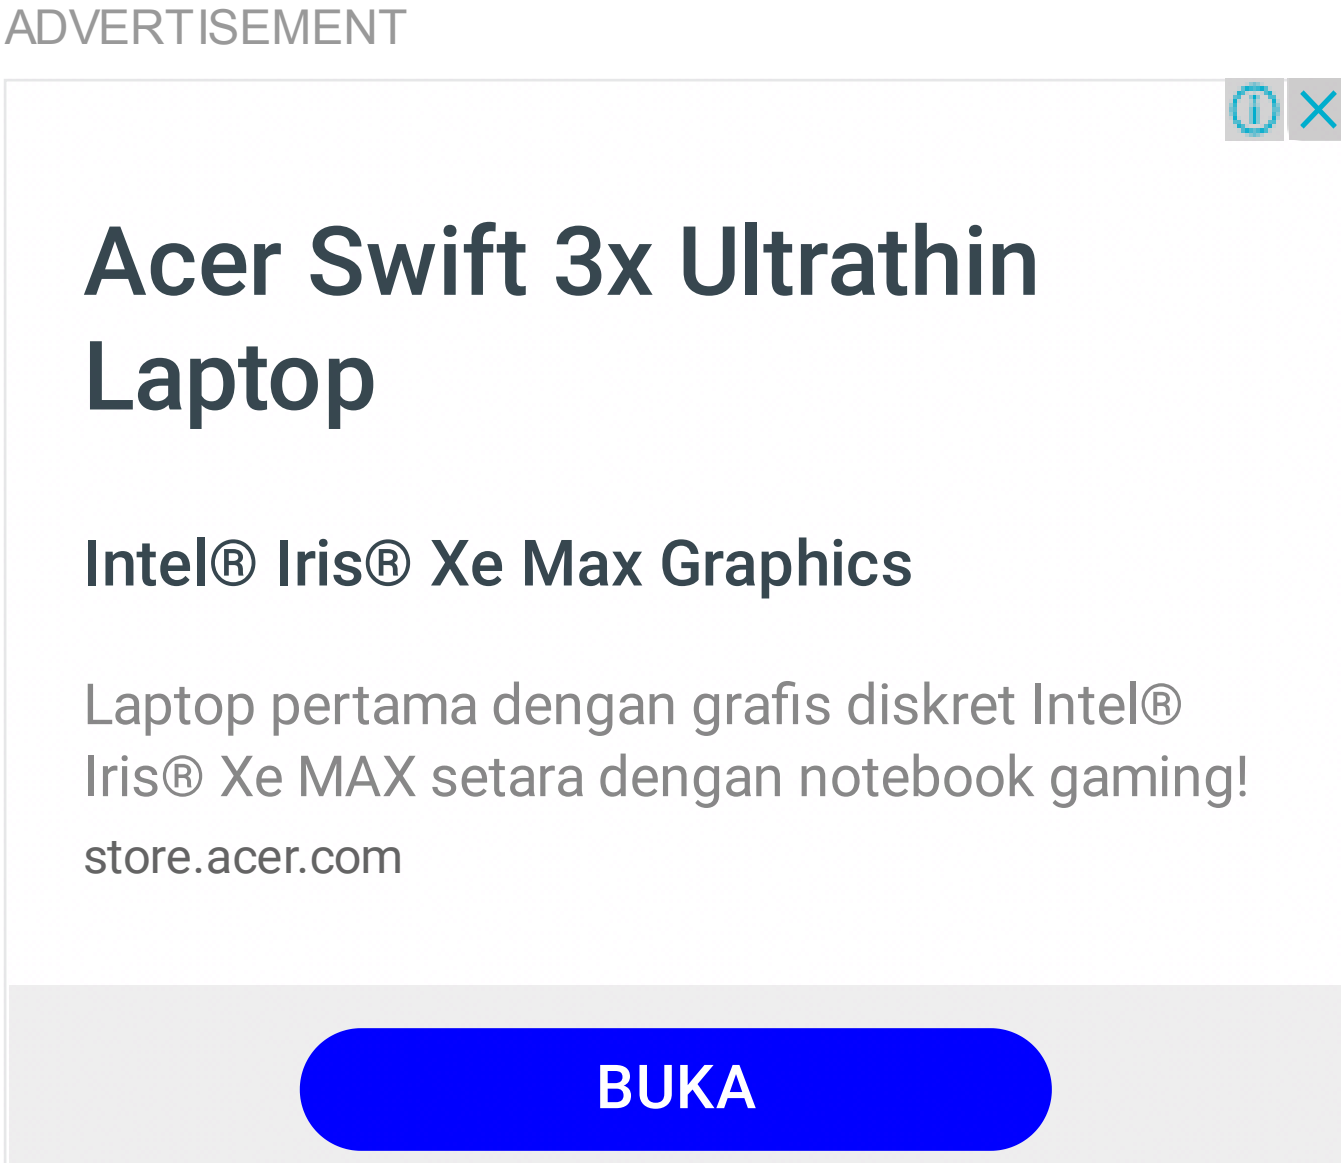 ADVERTISEMENT
Acer Swift 3x Ultrathin
Laptop
Intel® Iris® Xe Max Graphics
Laptop pertama dengan grafis diskret Intel®
Iris® Xe MAX setara dengan notebook gaming!
store.acer.com
BUKA